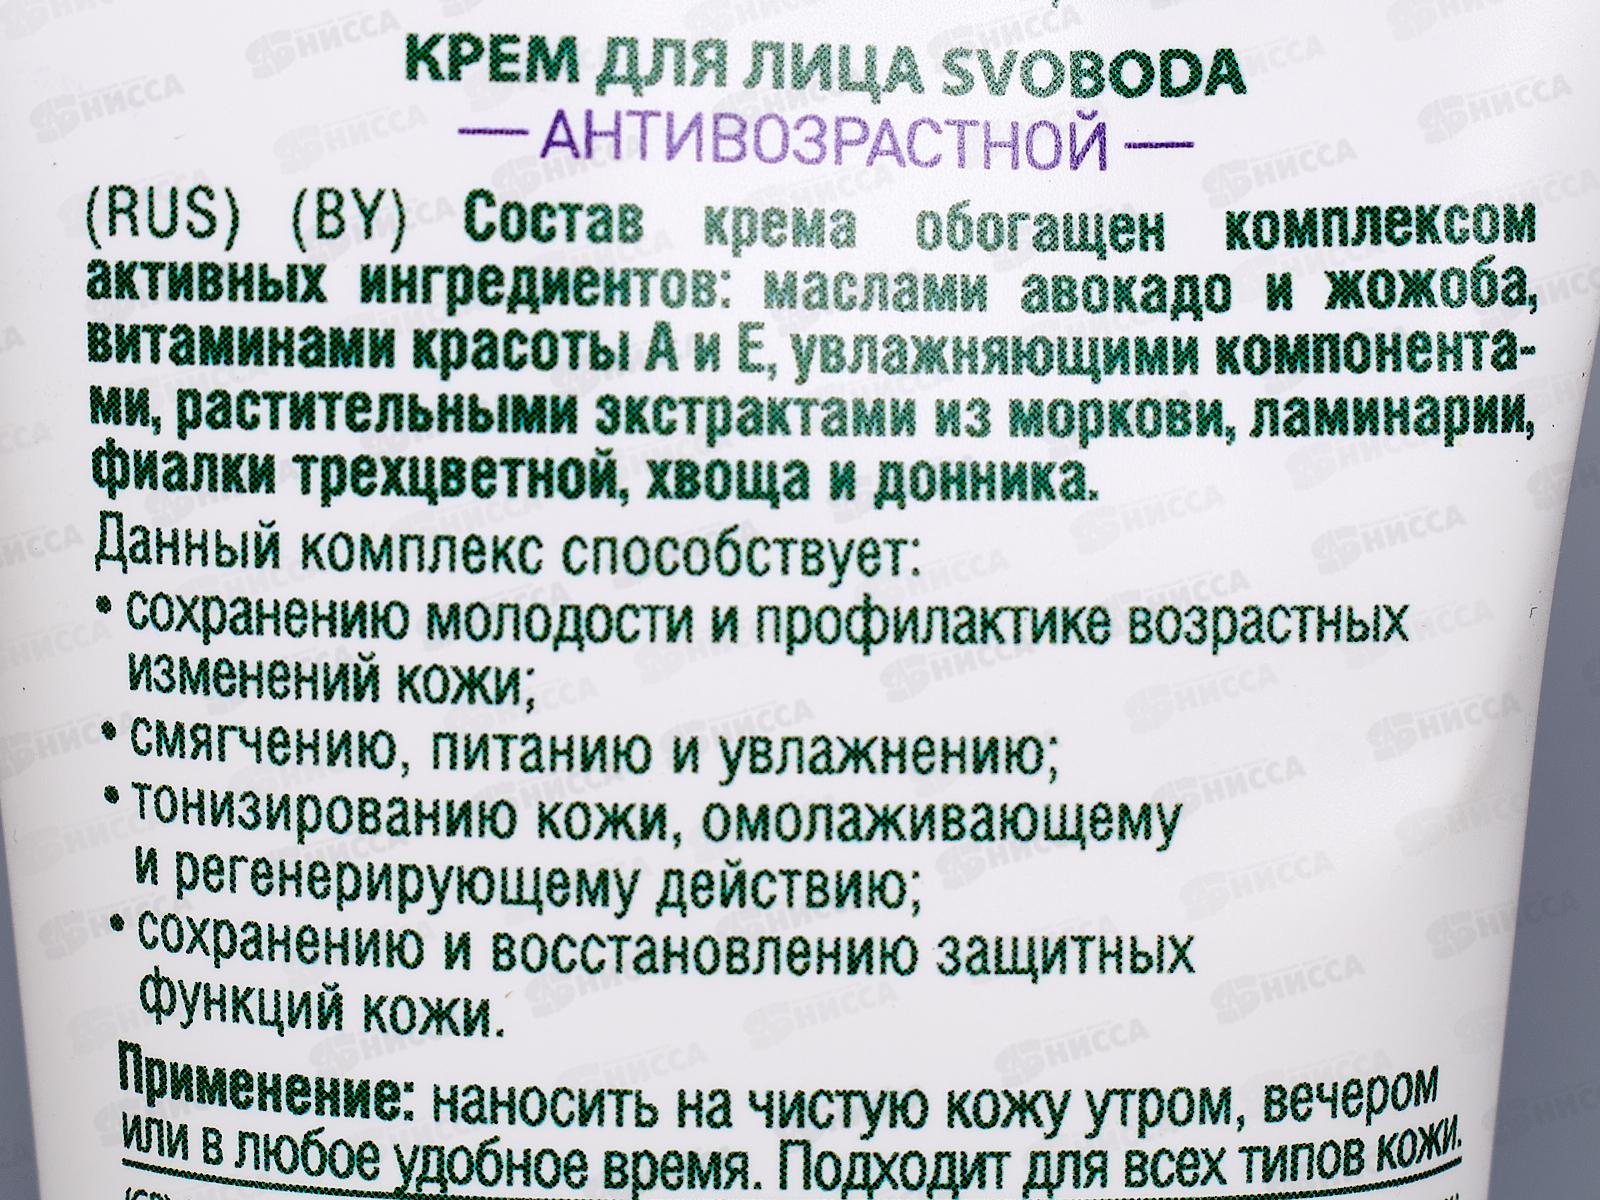 КРЕМ ДЛЯ ЛИЦА SVOBODA
— АНТИВОЗРАСТНОЙ —
(RUS) (BY) Состав крема обогащен комплексом
активных ингредиентов: маслами авокадо и жожоба,
витаминами красоты А и Е, увлажняющими компонента-
ми, растительными экстрактами из моркови, ламинарии,
фиалки трехцветной, хвоща и донника.
Данный комплекс способствует:
• сохранению молодости и профилактике возрастных
изменений кожи;
• смягчению, питанию и увлажнению;
• тонизированию кожи, омолаживающему
и регенерирующему действию;
• сохранению и восстановлению защитных
функций кожи.
Применение: наносить на чистую кожу утром, вечером
или в любое удобное время. Подходит для всех типов кожи.